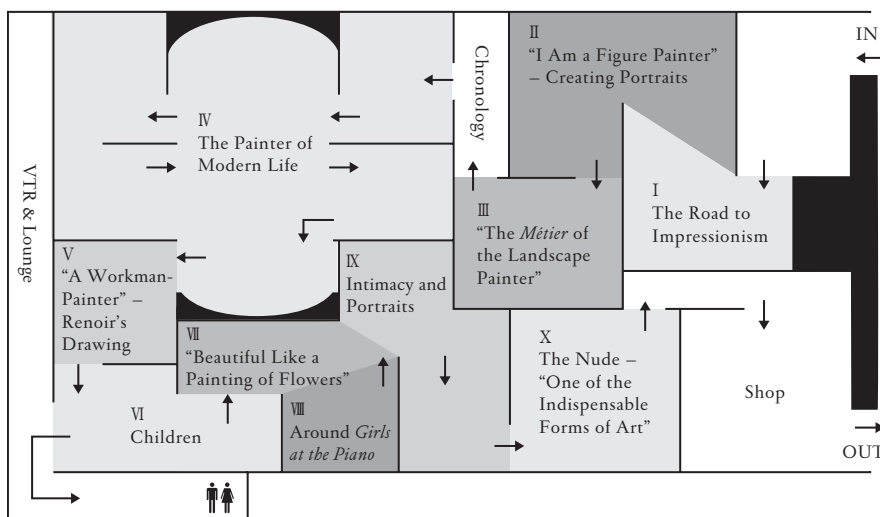 IN
I
The Road to
Impressionism
II
“I Am a Figure Painter”
– Creating Portraits
III
“The Métier of
the Landscape
Painter”
Chronology
IV
The Painter of
Modern Life
V
“A Workman-
Painter” –
Renoir’s
Drawing
VTR & Lounge
VI
Children
VII
“Beautiful Like a
Painting of Flowers”
VIII
Around Girls
at the Piano
IX
Intimacy and
Portraits
X
The Nude –
“One of the
Indispensable
Forms of Art”
Shop
OUT